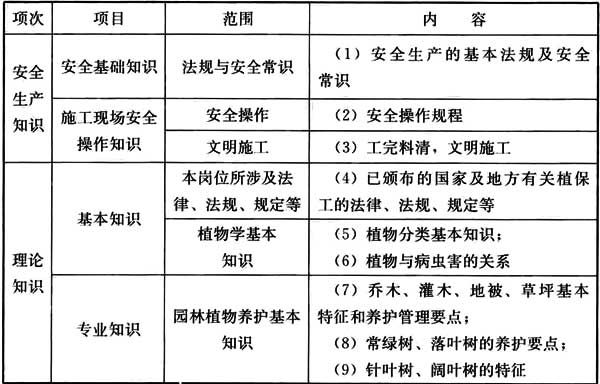 项次 项目 范围 内 容
安全生产知识 安全基础知识 法规与安全常识 (1) 安全生产的基本法规及安全
常识
施工现场安全
操作知识
安全操作 (2) 安全操作规程
文明施工 (3) 工完料清，文明施工
理论
知识
基本知识
本岗位所涉及法
律、法规、规定等
(4) 已颁布的国家及地方有关植保
工的法律、法规、规定等
植物学基本
知识
(5) 植物分类基本知识；
(6) 植物与病虫害的关系
专业知识
园林植物养护基本
知识
(7) 乔木、灌木、地被、草坪基本
特征和养护管理要点；
(8) 常绿树、落叶树的养护要点；
(9) 针叶树、阔叶树的特征